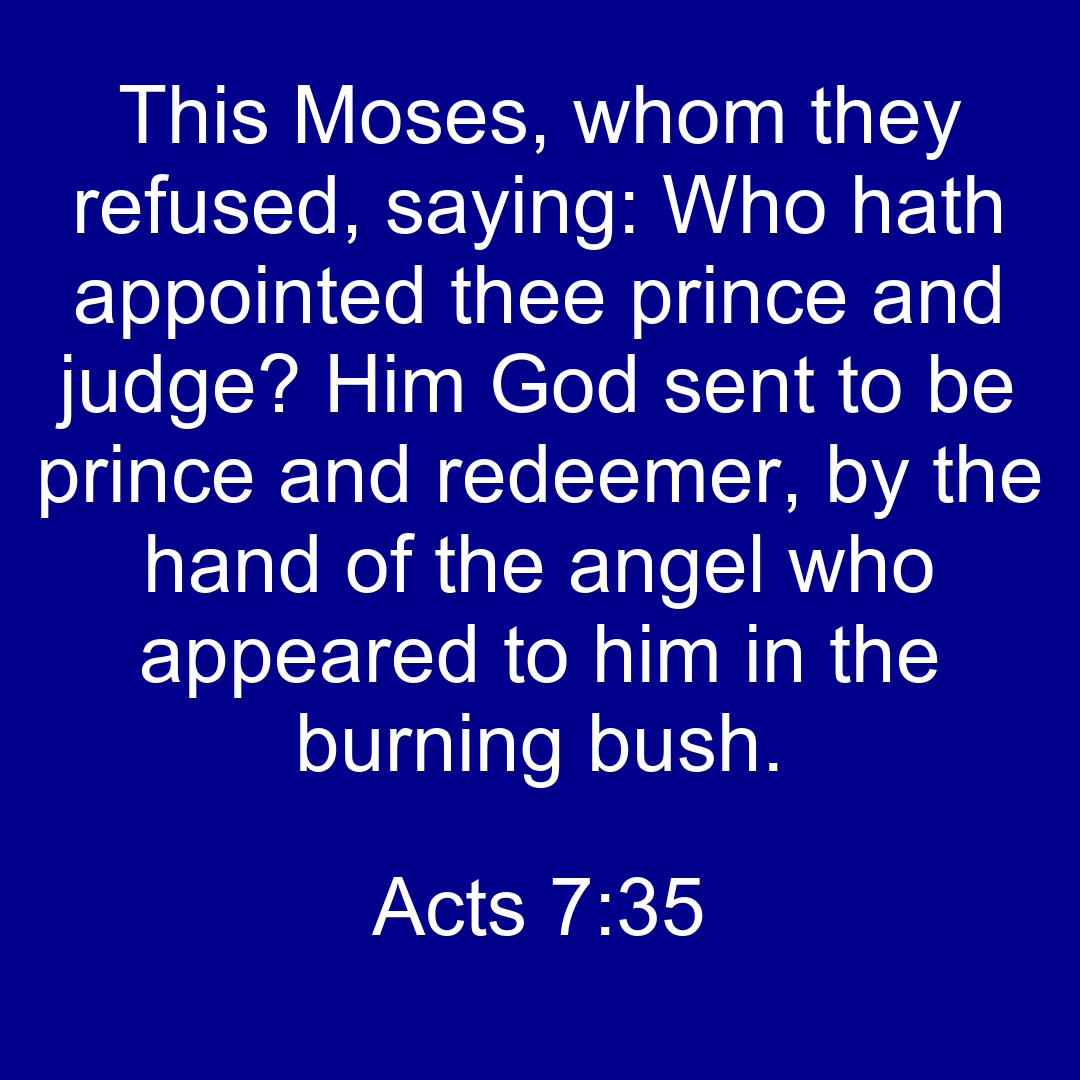 This Moses, whom they
refused, saying: Who hath
appointed thee prince and
judge? Him God sent to be
prince and redeemer, by the
hand of the angel who
appeared to him in the
burning bush.
Acts 7:35